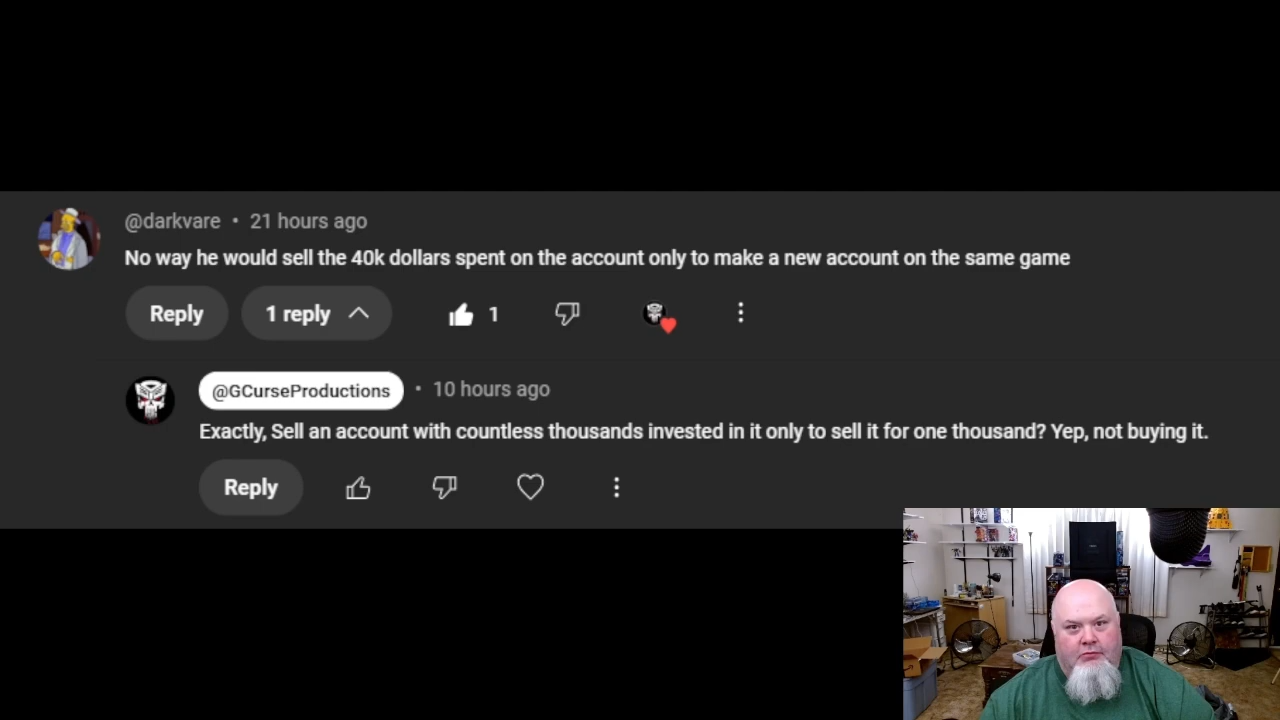 @darkvare • 21 hours ago
No way he would sell the 40k dollars spent on the account only to make a new account on the same game
Reply 1 reply 1
@GCurseProductions • 10 hours ago
Exactly, Sell an account with countless thousands invested in it only to sell it for one thousand? Yep, not buying it.
Reply